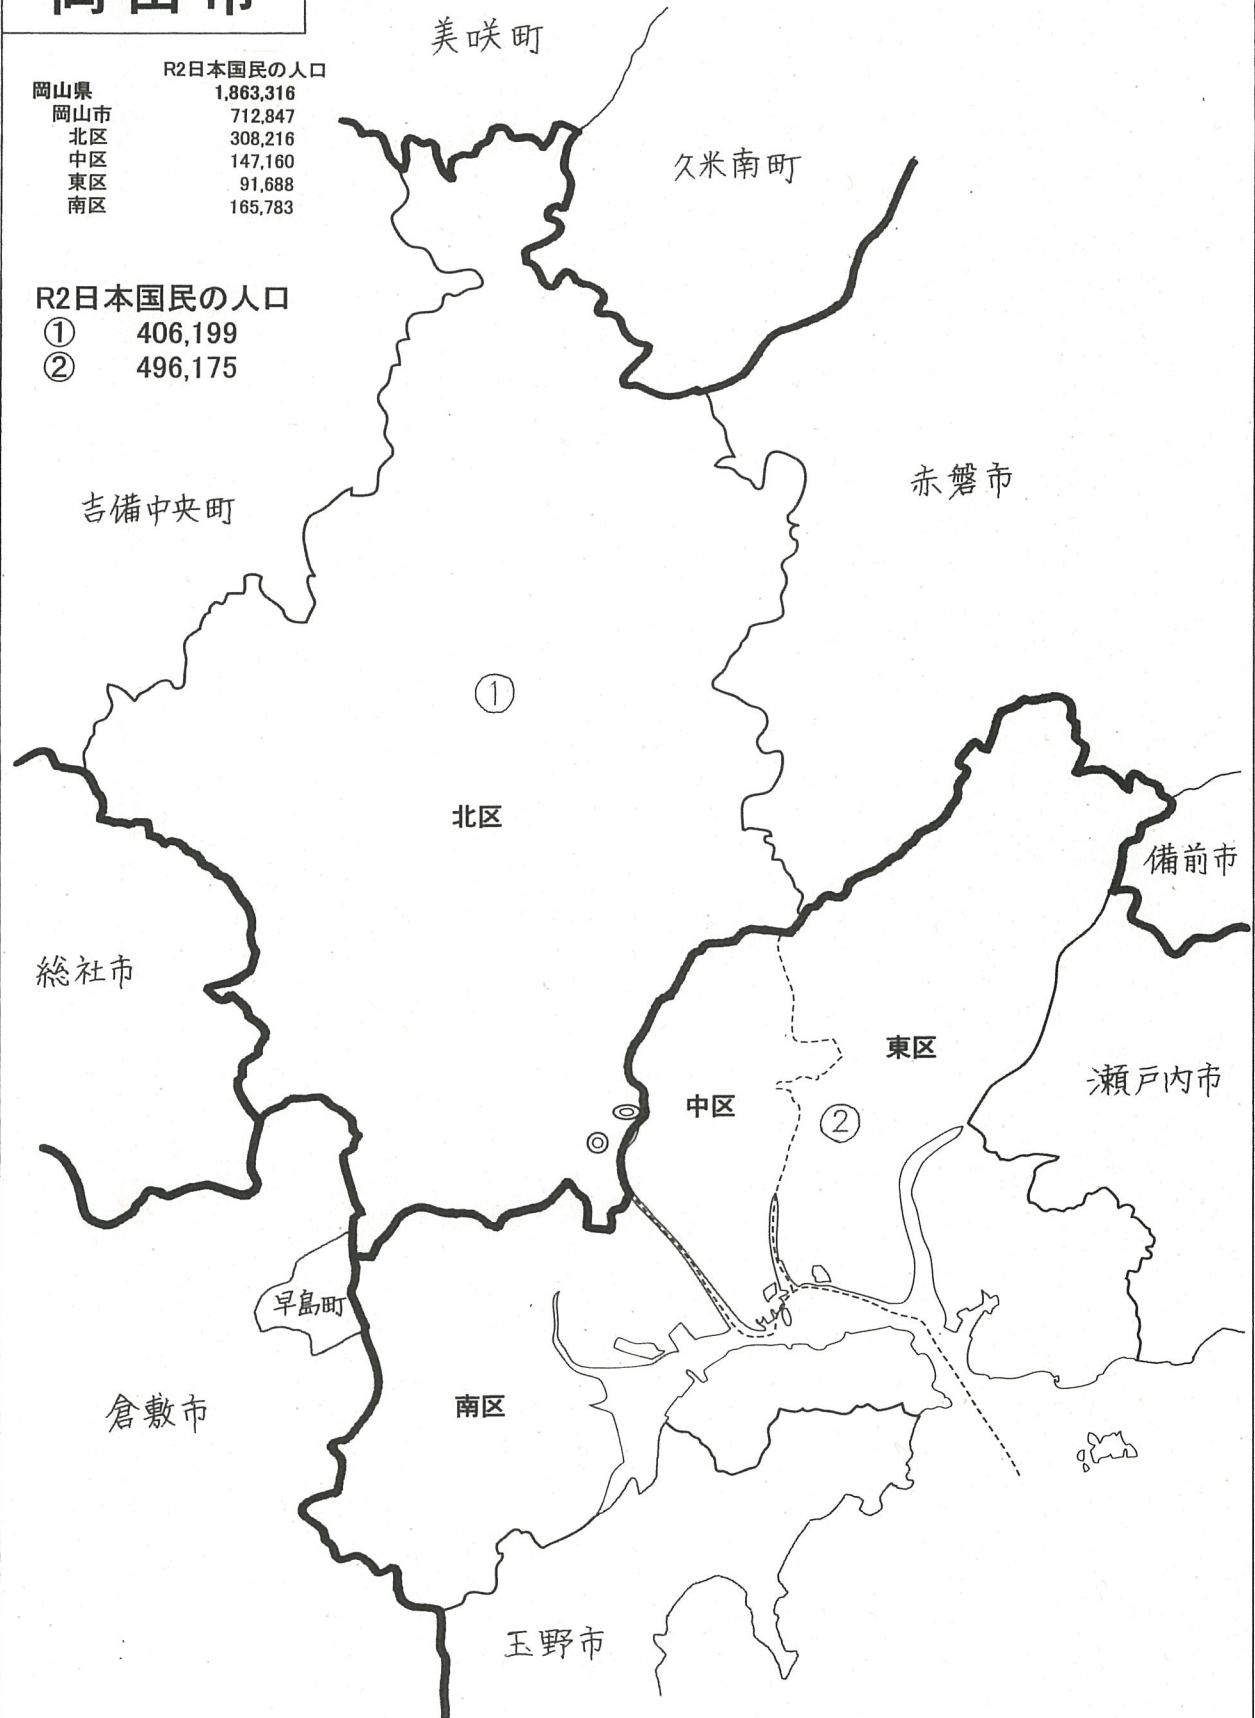 岡山市
R2日本国民の人口
岡山県 1,863,316
岡山市 712,847
北区 308,216
中区 147,160
東区 91,688
南区 165,783
R2日本国民の人口
① 406,199
② 496,175
美咲町
久米南町
赤磐市
吉備中央町
①
北区
備前市
総社市
東区
瀬戸内市
中区
②
早島町
南区
倉敷市
玉野市